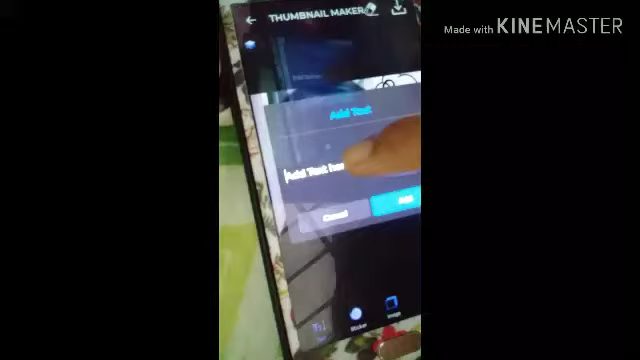 THUMBNAIL MAKER
Made with KINEMASTER
Add Text
Add Text here
Cancel
Add
Sticker
Image